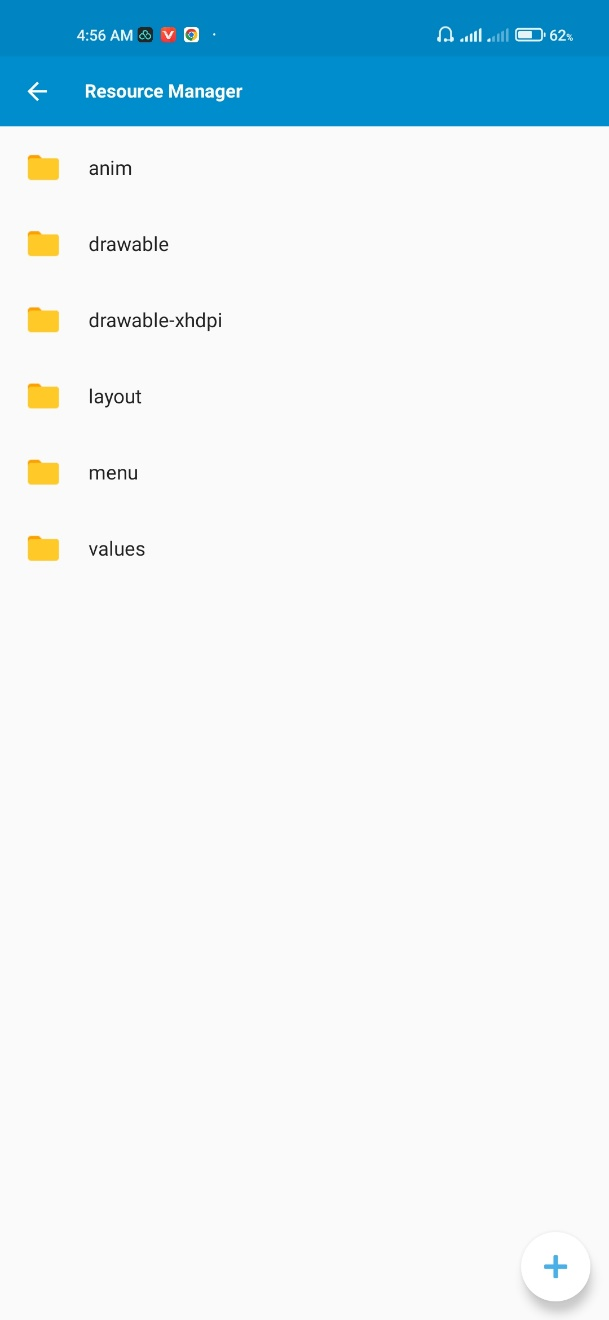 4:56 AM 62%
Resource Manager
anim
drawable
drawable-xhdpi
layout
menu
values